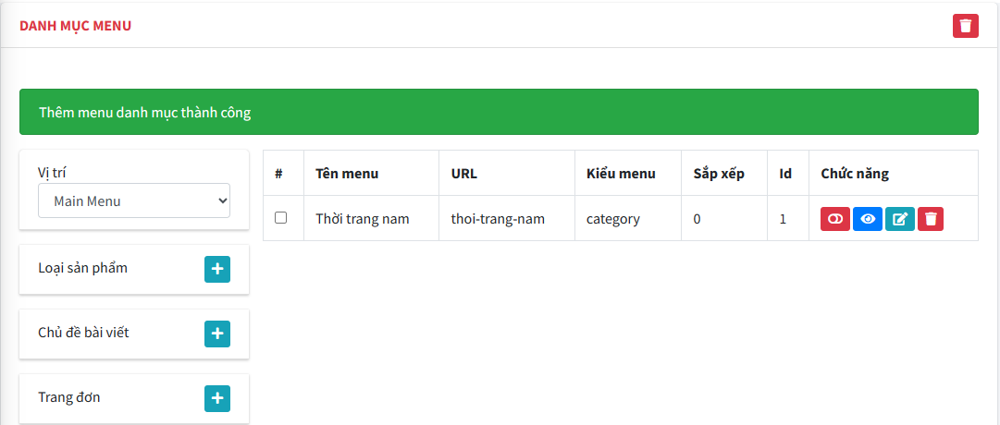 DANH MỤC MENU
Thêm menu danh mục thành công
Vị trí
Main Menu
Loại sản phẩm
Chủ đề bài viết
Trang đơn
# Tên menu URL Kiểu menu Sắp xếp Id Chức năng
Thời trang nam thoi-trang-nam category 0 1